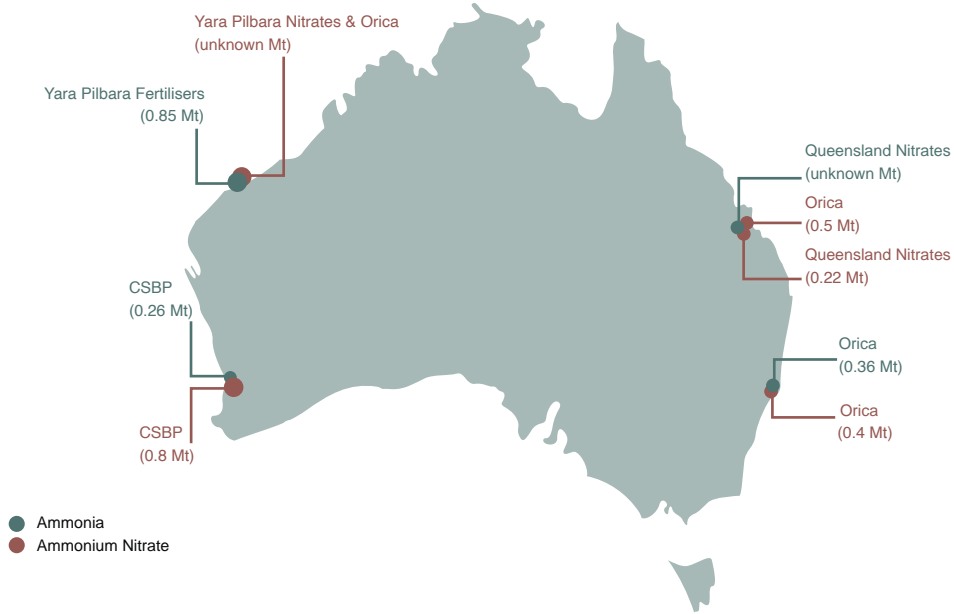 Yara Pilbara Nitrates & Orica
(unknown Mt)
Yara Pilbara Fertilisers
(0.85 Mt)
Queensland Nitrates
(unknown Mt)
Orica
(0.5 Mt)
Queensland Nitrates
(0.22 Mt)
CSBP
(0.26 Mt)
Orica
(0.36 Mt)
Orica
(0.4 Mt)
CSBP
(0.8 Mt)
Ammonia
Ammonium Nitrate